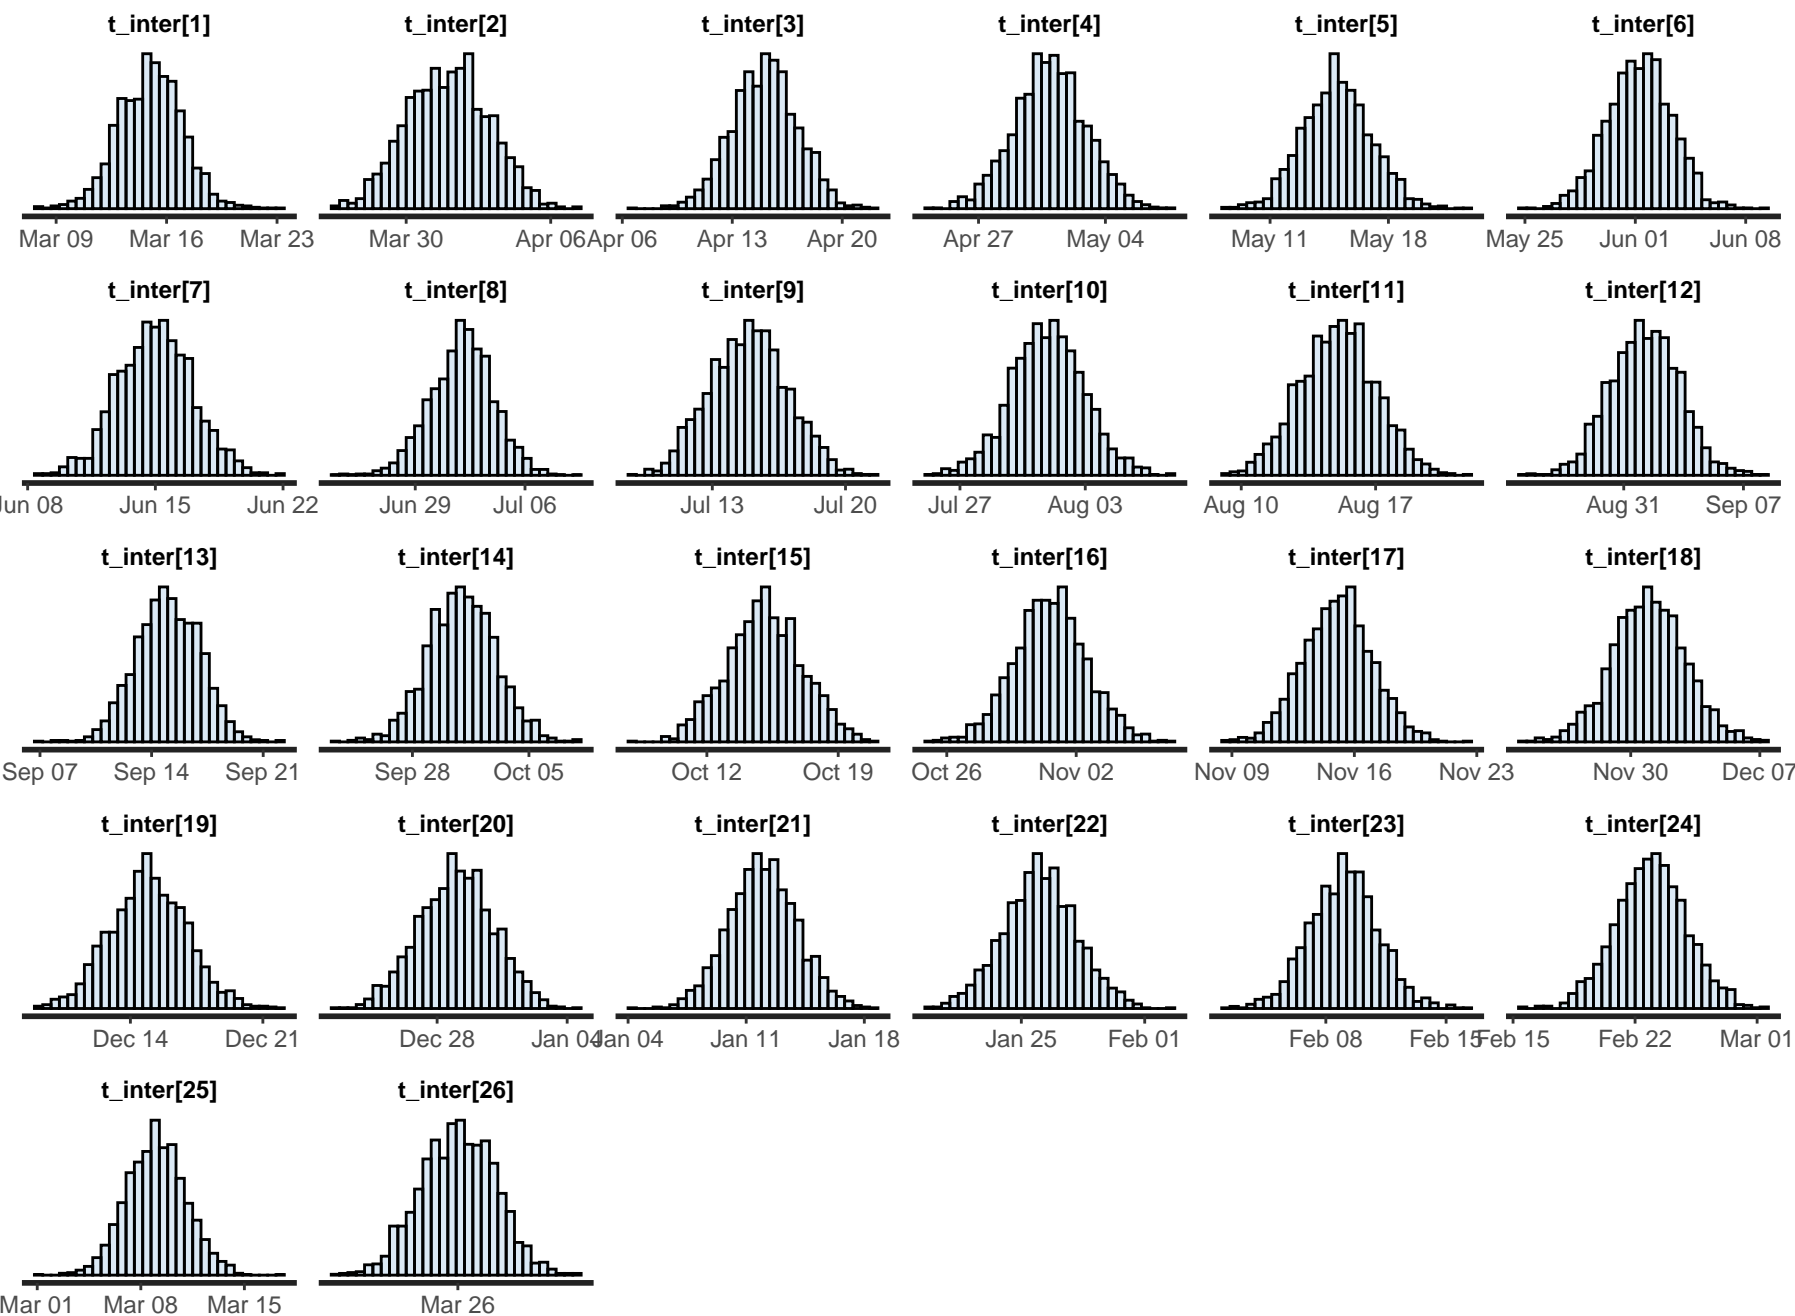 t_inter[1] t_inter[2] t_inter[3] t_inter[4] t_inter[5] t_inter[6]
Mar 09 Mar 16 Mar 23 Mar 30 Apr 06 Apr 06 Apr 13 Apr 20 Apr 27 May 04 May 11 May 18 May 25 Jun 01 Jun 08
t_inter[7] t_inter[8] t_inter[9] t_inter[10] t_inter[11] t_inter[12]
Jun 08 Jun 15 Jun 22 Jun 29 Jul 06 Jul 13 Jul 20 Jul 27 Aug 03 Aug 10 Aug 17 Aug 31 Sep 07
t_inter[13] t_inter[14] t_inter[15] t_inter[16] t_inter[17] t_inter[18]
Sep 07 Sep 14 Sep 21 Sep 28 Oct 05 Oct 12 Oct 19 Oct 26 Nov 02 Nov 09 Nov 16 Nov 23 Nov 30 Dec 07
t_inter[19] t_inter[20] t_inter[21] t_inter[22] t_inter[23] t_inter[24]
Dec 14 Dec 21 Dec 28 Jan 04 Jan 04 Jan 11 Jan 18 Jan 25 Feb 01 Feb 08 Feb 15 Feb 15 Feb 22 Mar 01
t_inter[25] t_inter[26]
Mar 01 Mar 08 Mar 15 Mar 26